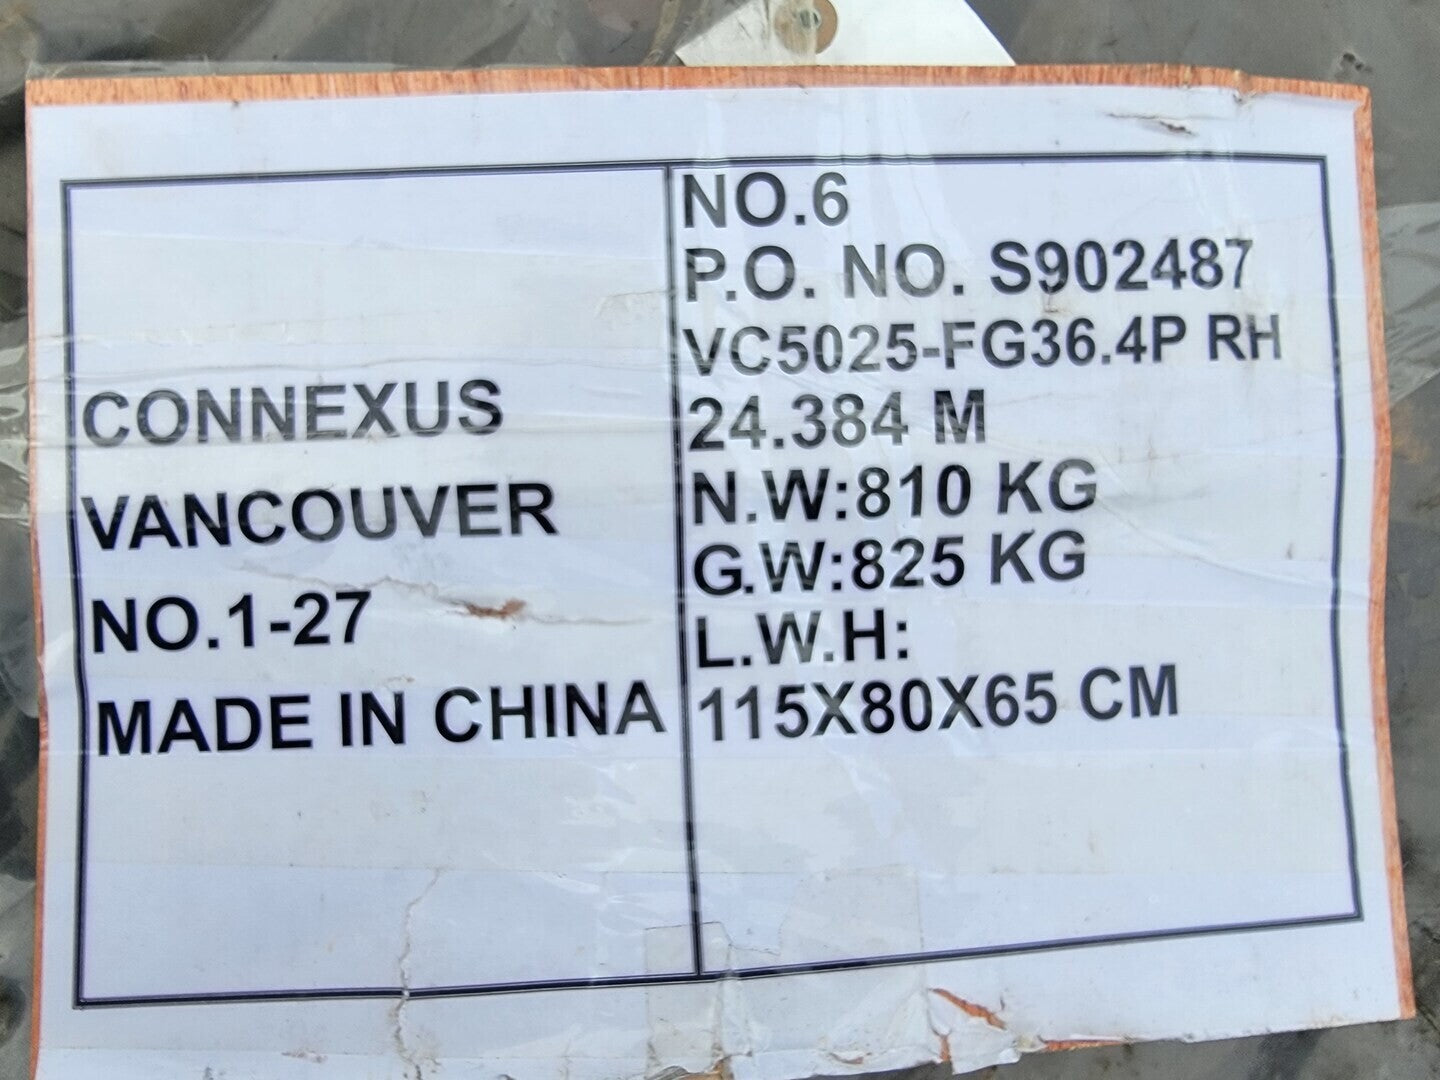 CONNEXUS
VANCOUVER
NO.1-27
MADE IN CHINA
NO.6
P.O. NO. S902487
VC5025-FG36.4P RH
24.384 M
N.W:810 KG
G.W:825 KG
L.W.H:
115X80X65 CM